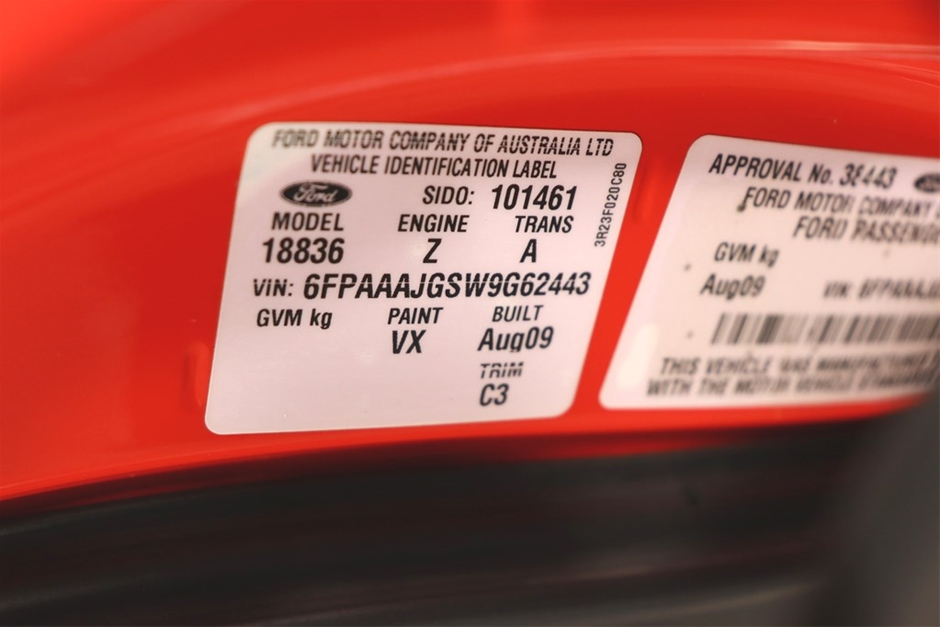 FORD MOTOR COMPANY OF AUSTRALIA LTD
VEHICLE IDENTIFICATION LABEL
Ford SIDO: 101461
MODEL ENGINE TRANS
18836 Z A
VIN: 6FPAAAJGSW9G62443
GVM kg PAINT BUILT
VX Aug09
TRIM
C3
3R23F020C80
APPROVAL No. 38443
FORD MOTOR COMPANY
FORD
GVM kg
Aug09 VIN:
THIS VEHICLE WAS MANUFACTURED
WITH THE MOTOR VEHICLE